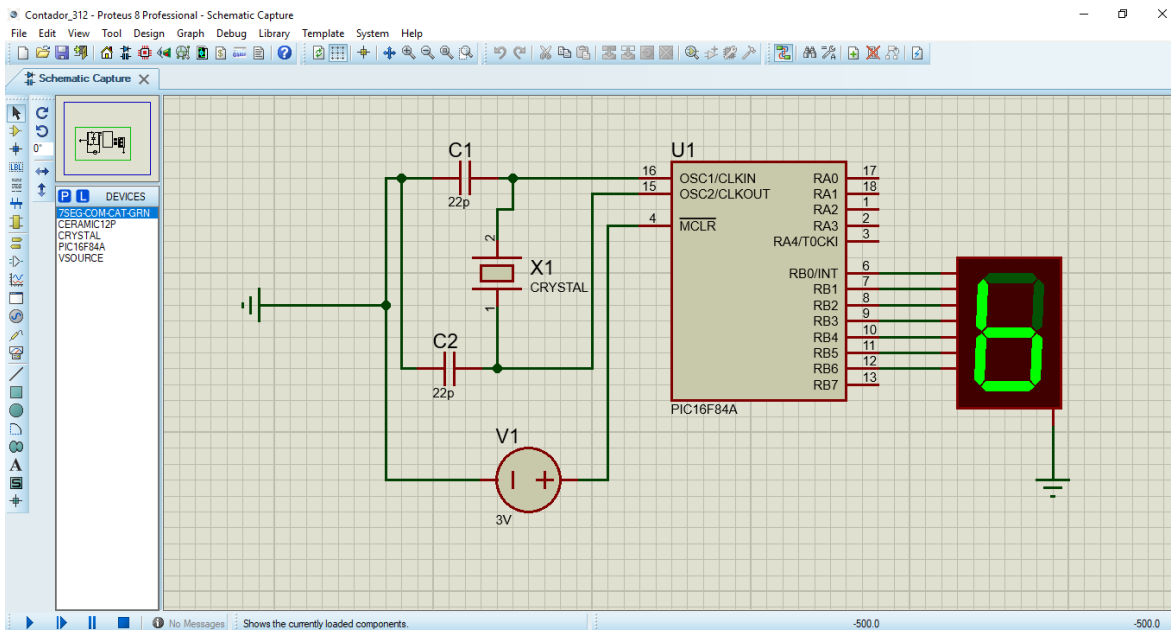 Contador_312 - Proteus 8 Professional - Schematic Capture
File Edit View Tool Design Graph Debug Library Template System Help
Schematic Capture
0°
LBL
P L DEVICES
7SEG-COM-CAT-GRN
CERAMIC12P
CRYSTAL
PIC16F84A
VSOURCE
A
S
C1
22p
2
X1
CRYSTAL
1
C2
22p
V1
3V
U1
16 OSC1/CLKIN RA0 17
15 OSC2/CLKOUT RA1 18
RA2 1
4 MCLR RA3 2
RA4/T0CKI 3
RB0/INT 6
RB1 7
RB2 8
RB3 9
RB4 10
RB5 11
RB6 12
RB7 13
PIC16F84A
No Messages Shows the currently loaded components. -500.0 -500.0